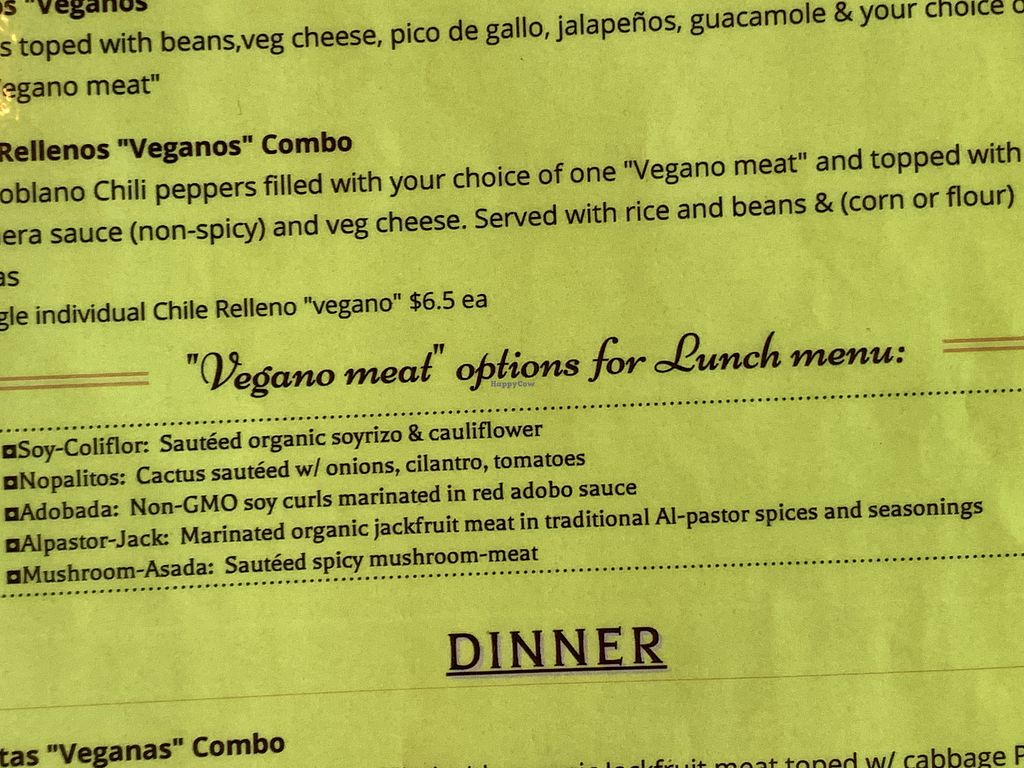 "Veganos"
toped with beans,veg cheese, pico de gallo, jalapeños, guacamole & your choice
egano meat"
Rellenos "Veganos" Combo
oblano Chili peppers filled with your choice of one "Vegano meat" and topped with
era sauce (non-spicy) and veg cheese. Served with rice and beans & (corn or flour)
as
gle individual Chile Relleno "vegano" $6.5 ea
"Vegano meat" options for Lunch menu:
HappyCow
Soy-Coliflor: Sautéed organic soyrizo & cauliflower
Nopalitos: Cactus sautéed w/ onions, cilantro, tomatoes
Adobada: Non-GMO soy curls marinated in red adobo sauce
Alpastor-Jack: Marinated organic jackfruit meat in traditional Al-pastor spices and seasonings
Mushroom-Asada: Sautéed spicy mushroom-meat
DINNER
tas "Veganas" Combo
jackfruit meat toped w/ cabbage